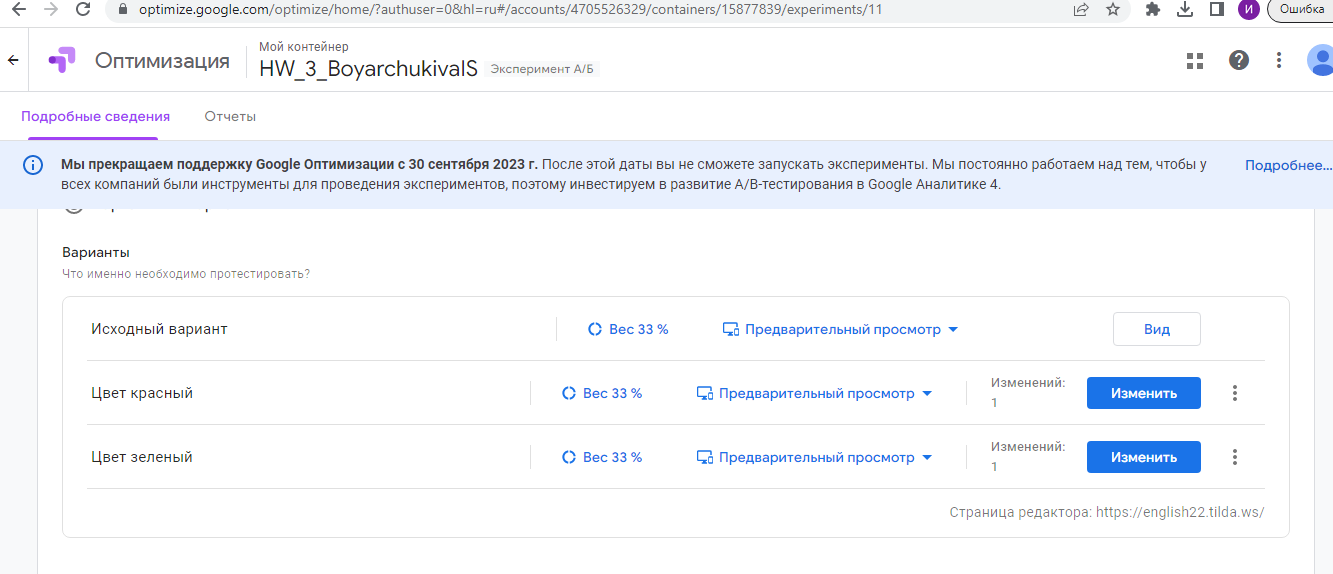 optimize.google.com/optimize/home/?authuser=0&hl=ru#/accounts/4705526329/containers/15877839/experiments/11
И
Ошибка
Оптимизация
Мой контейнер
HW_3_BoyarchukivaIS
Эксперимент А/Б
Подробные сведения
Отчеты
Мы прекращаем поддержку Google Оптимизации с 30 сентября 2023 г. После этой даты вы не сможете запускать эксперименты. Мы постоянно работаем над тем, чтобы у
Подробнее...
всех компаний были инструменты для проведения экспериментов, поэтому инвестируем в развитие A/B-тестирования в Google Аналитике 4.
Варианты
Что именно необходимо протестировать?
Исходный вариант
Вес 33 %
Предварительный просмотр
Вид
Цвет красный
Вес 33 %
Предварительный просмотр
Изменений:
1
Изменить
Цвет зеленый
Вес 33 %
Предварительный просмотр
Изменений:
1
Изменить
Страница редактора: https://english22.tilda.ws/